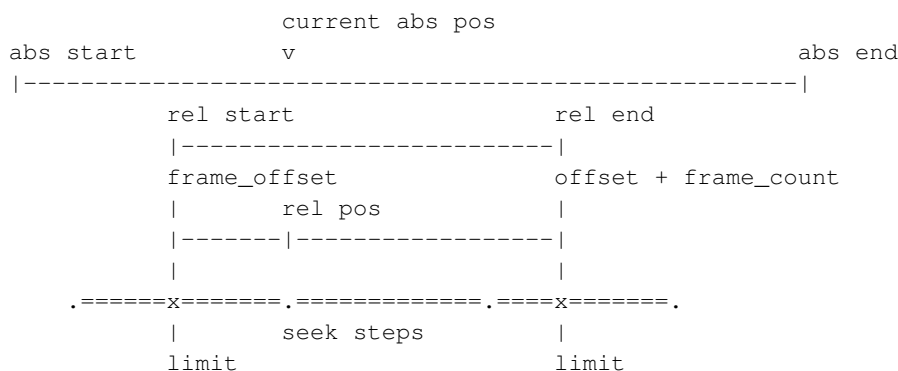 current abs pos
abs start v abs end
|------------------------------------------------------|
rel start rel end
|--------------------------|
frame_offset offset + frame_count
| rel pos |
|-------|------------------|
| |
.======x=======.=============.====x=======.
| seek steps |
limit limit